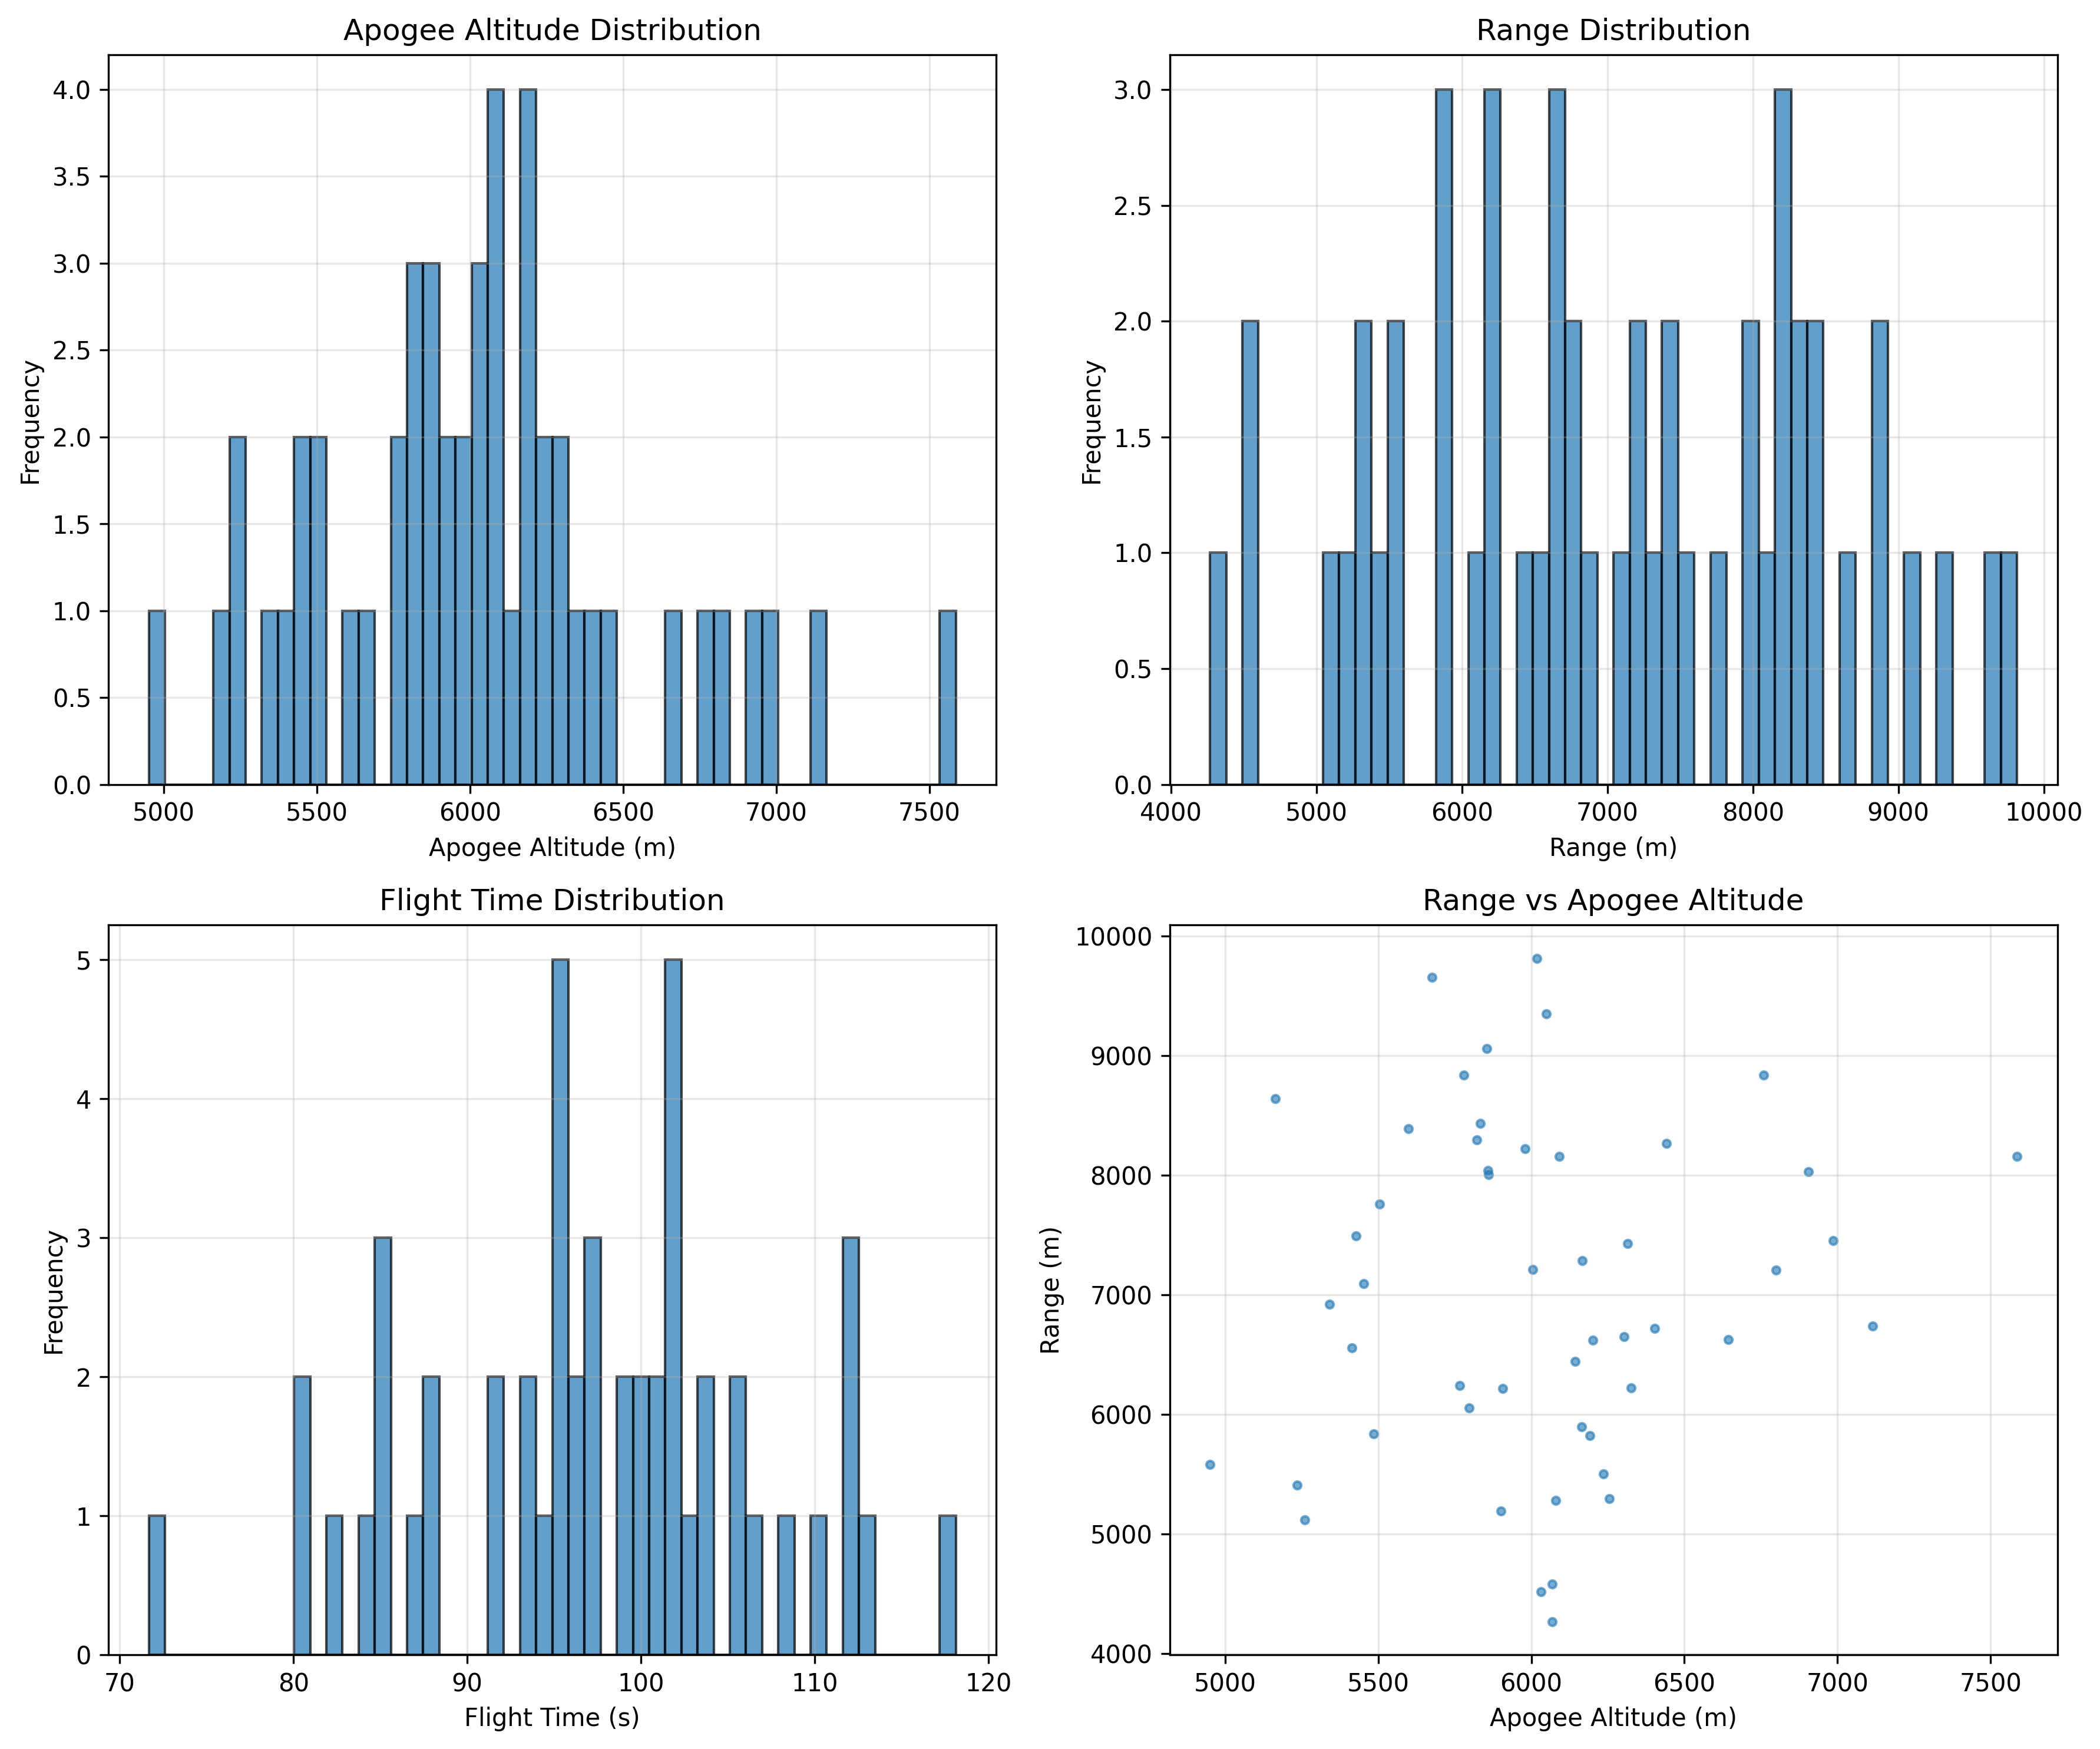 Apogee Altitude Distribution
Frequency
4.0
3.5
3.0
2.5
2.0
1.5
1.0
0.5
0.0
5000 5500 6000 6500 7000 7500
Apogee Altitude (m)
Range Distribution
Frequency
3.0
2.5
2.0
1.5
1.0
0.5
0.0
4000 5000 6000 7000 8000 9000 10000
Range (m)
Flight Time Distribution
Frequency
5
4
3
2
1
0
70 80 90 100 110 120
Flight Time (s)
Range vs Apogee Altitude
Range (m)
10000
9000
8000
7000
6000
5000
4000
5000 5500 6000 6500 7000 7500
Apogee Altitude (m)